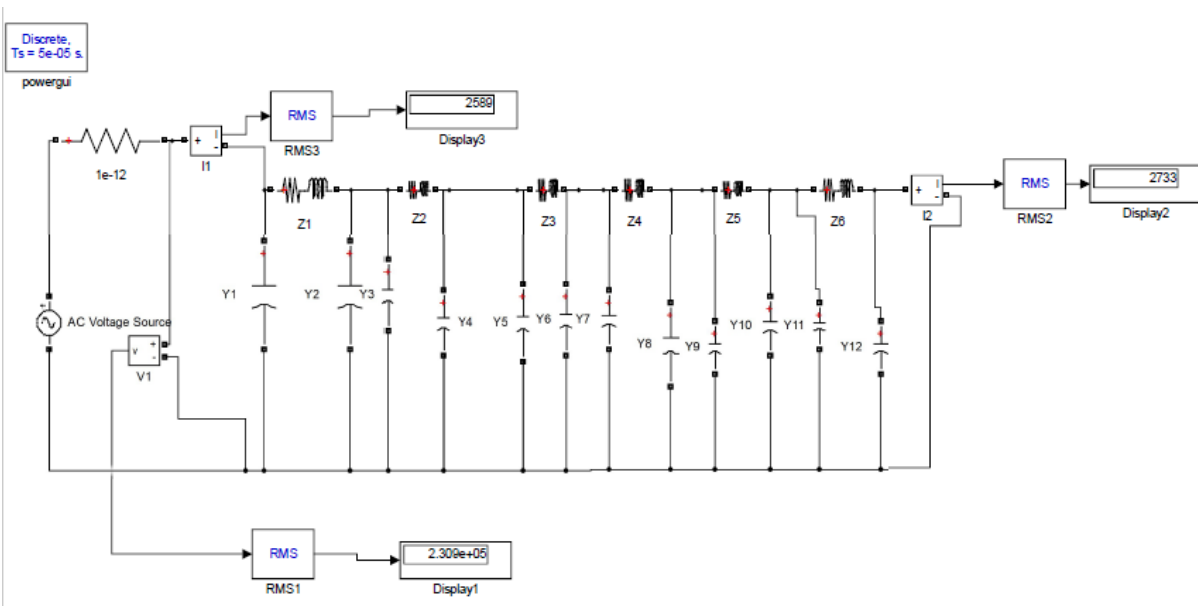 Discrete,
Ts = 5e-05 s.
powergui
1e-12
I1
RMS
RMS3
2589
Display3
Z1
Z2
Z3
Z4
Z5
Z6
I2
RMS
RMS2
2733
Display2
Y1
Y2
Y3
Y4
Y5
Y6
Y7
Y8
Y9
Y10
Y11
Y12
AC Voltage Source
v
V1
RMS
RMS1
2.309e+05
Display1